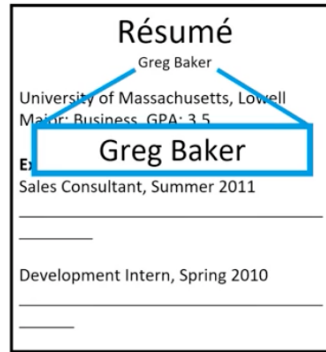 Résumé
Greg Baker
University of Massachusetts, Lowell
Major: Business, GPA: 3.5
Greg Baker
Sales Consultant, Summer 2011
Development Intern, Spring 2010